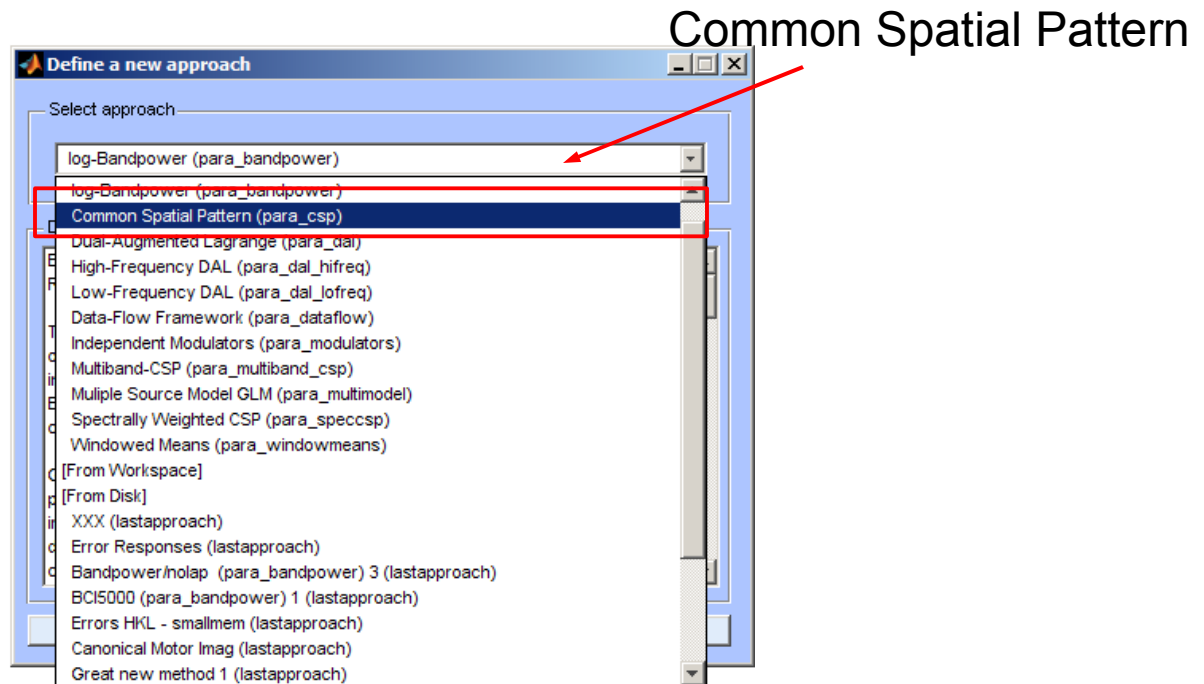 Common Spatial Pattern
Define a new approach
Select approach
log-Bandpower (para_bandpower)
log-Bandpower (para_bandpower)
Common Spatial Pattern (para_csp)
Dual-Augmented Lagrange (para_dal)
High-Frequency DAL (para_dal_hifreq)
Low-Frequency DAL (para_dal_lofreq)
Data-Flow Framework (para_dataflow)
Independent Modulators (para_modulators)
Multiband-CSP (para_multiband_csp)
Muliple Source Model GLM (para_multimodel)
Spectrally Weighted CSP (para_speccsp)
Windowed Means (para_windowmeans)
[From Workspace]
[From Disk]
XXX (lastapproach)
Error Responses (lastapproach)
Bandpower/nolap (para_bandpower) 3 (lastapproach)
BCI5000 (para_bandpower) 1 (lastapproach)
Errors HKL - smallmem (lastapproach)
Canonical Motor Imag (lastapproach)
Great new method 1 (lastapproach)